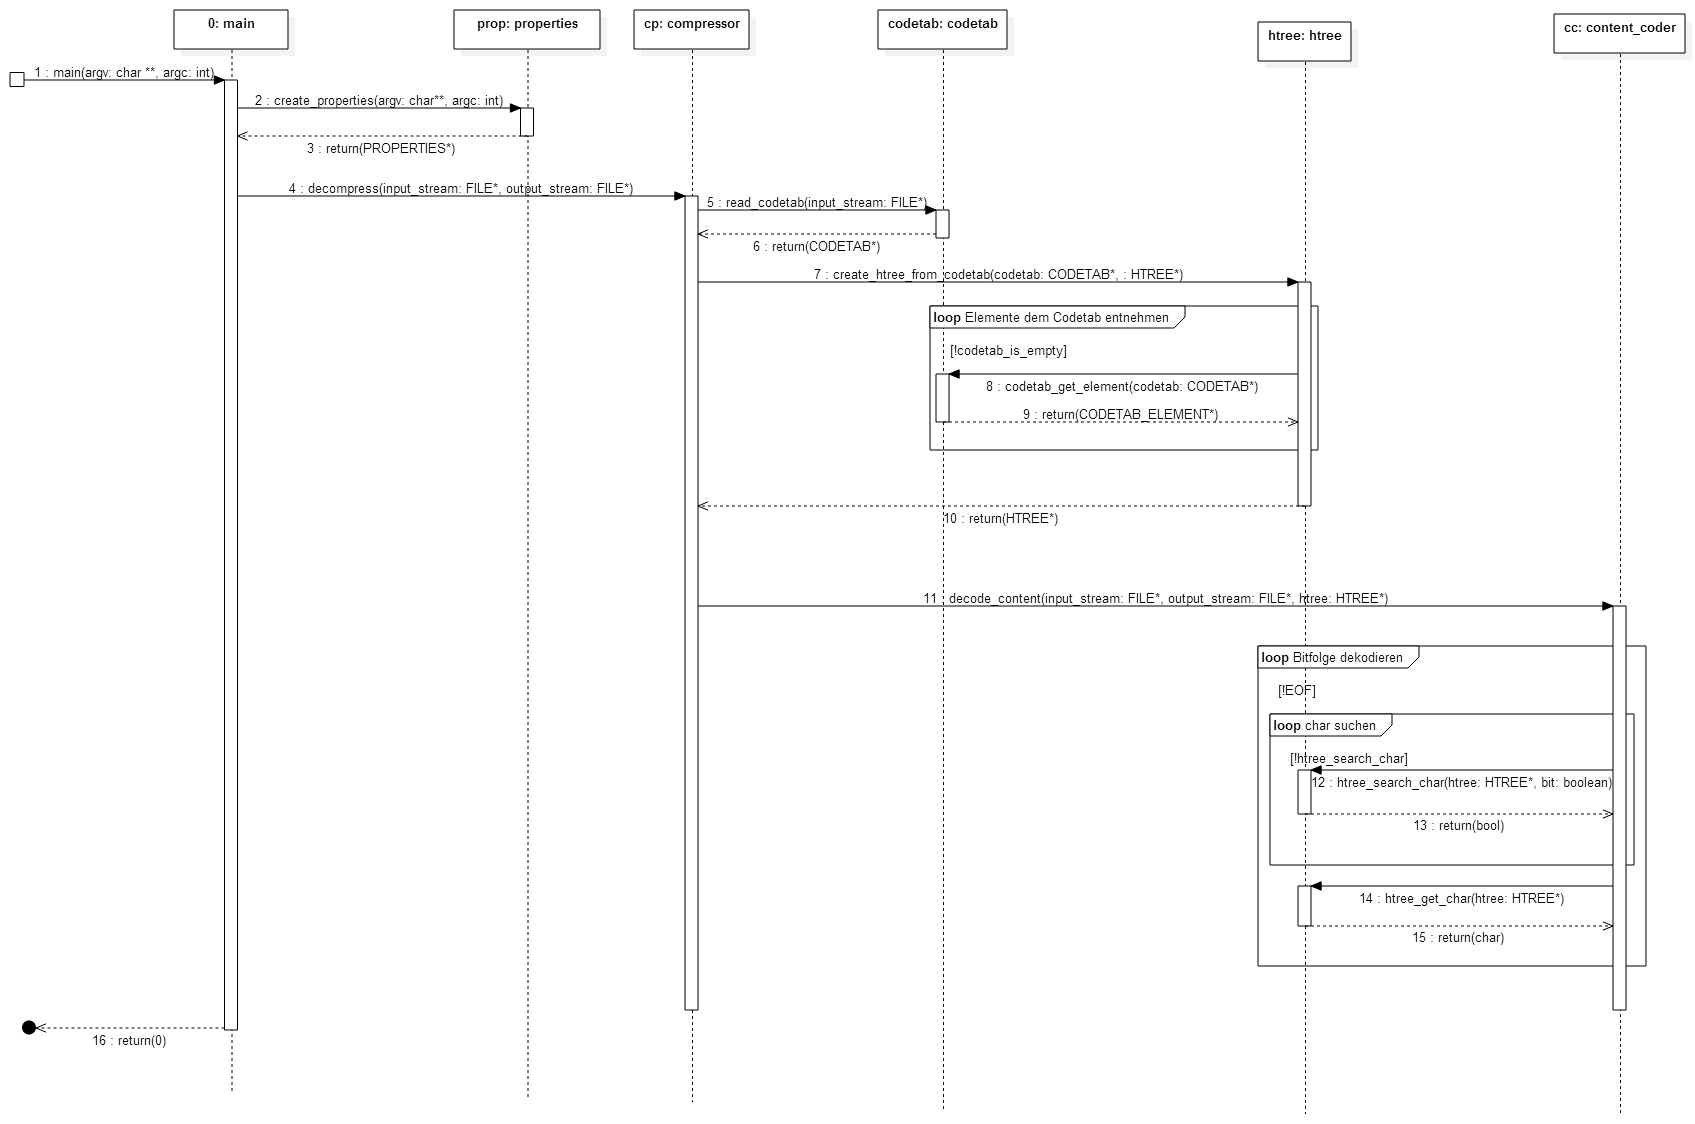 0: main
prop: properties
cp: compressor
codetab: codetab
htree: htree
cc: content_coder
1 : main(argv: char **, argc: int)
2 : create_properties(argv: char**, argc: int)
3 : return(PROPERTIES*)
4 : decompress(input_stream: FILE*, output_stream: FILE*)
5 : read_codetab(input_stream: FILE*)
6 : return(CODETAB*)
7 : create_htree_from_codetab(codetab: CODETAB*, : HTREE*)
loop Elemente dem Codetab entnehmen
[!codetab_is_empty]
8 : codetab_get_element(codetab: CODETAB*)
9 : return(CODETAB_ELEMENT*)
10 : return(HTREE*)
11 : decode_content(input_stream: FILE*, output_stream: FILE*, htree: HTREE*)
loop Bitfolge dekodieren
[!EOF]
loop char suchen
[!htree_search_char]
12 : htree_search_char(htree: HTREE*, bit: boolean)
13 : return(bool)
14 : htree_get_char(htree: HTREE*)
15 : return(char)
16 : return(0)